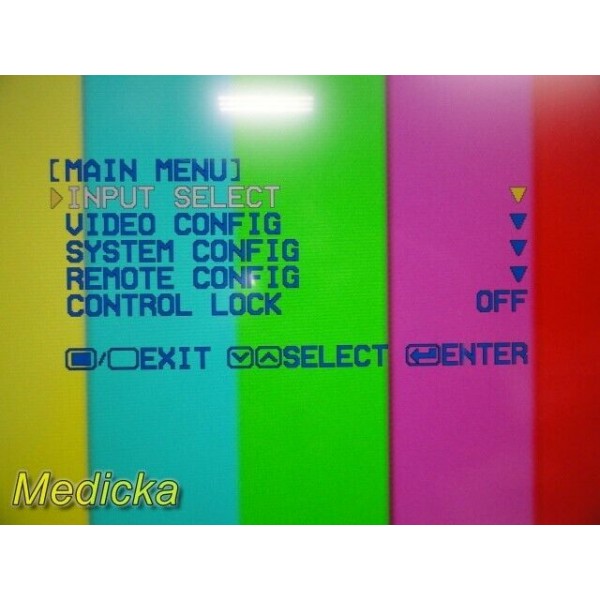 [MAIN MENU]
INPUT SELECT
VIDEO CONFIG
SYSTEM CONFIG
REMOTE CONFIG
CONTROL LOCK OFF
/ EXIT SELECT ENTER
Medicka